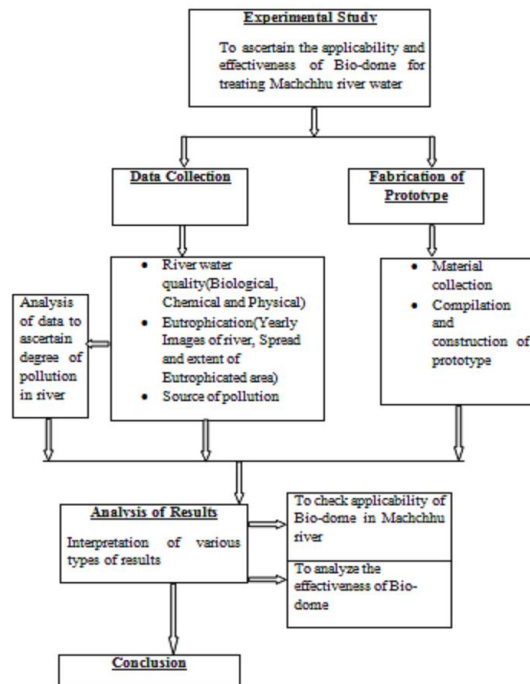 Experimental Study
To ascertain the applicability and
effectiveness of Bio-dome for
treating Machchhu river water
Data Collection
Fabrication of
Prototype
• River water
quality(Biological,
Chemical and Physical)
• Eutrophication(Yearly
Images of river, Spread
and extent of
Eutrophicated area)
• Source of pollution
Analysis
of data to
ascertain
degree of
pollution
in river
• Material
collection
• Compilation
and
construction of
prototype
Analysis of Results
Interpretation of various
types of results
To check applicability of
Bio-dome in Machchhu
river
To analyze the
effectiveness of Bio-
dome
Conclusion